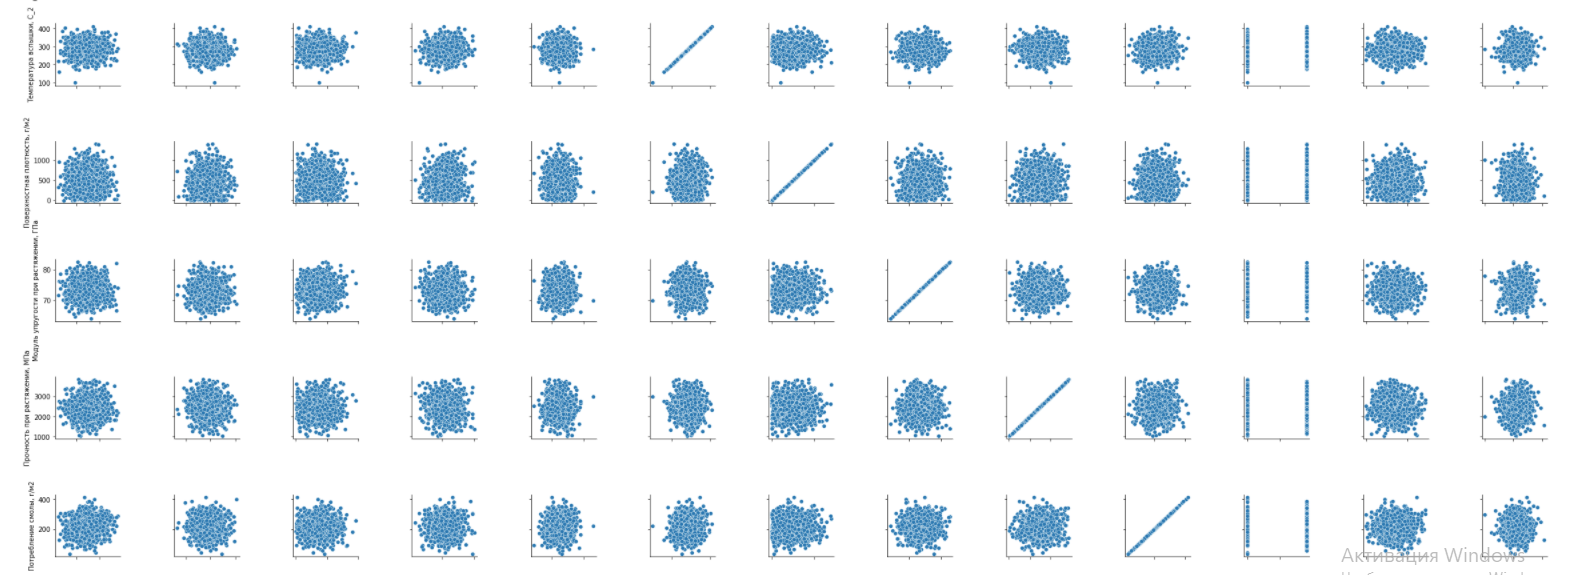 Температура вспышки, С_2
400
300
200
100
Поверхностная плотность, г/м2
1000
500
0
Модуль упругости при растяжении, ГПа
80
70
Прочность при растяжении, МПа
3000
2000
1000
Потребление смолы, г/м2
400
200
Активация Windows